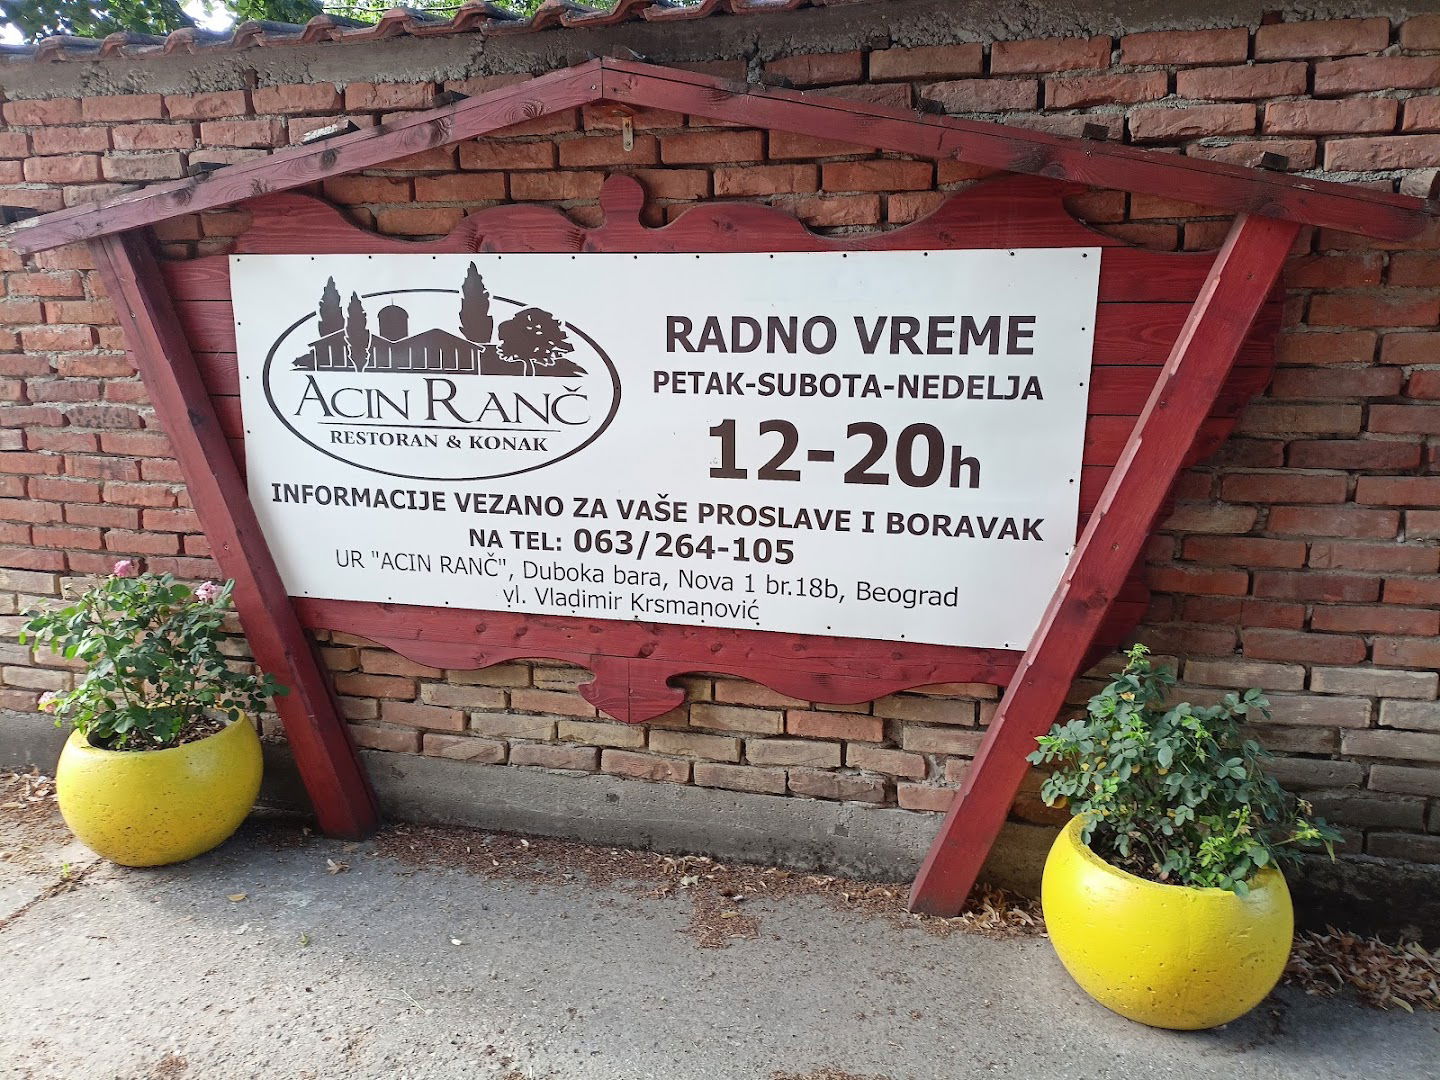 ACIN RANČ
RESTORAN & KONAK
RADNO VREME
PETAK-SUBOTA-NEDELJA
12-20h
INFORMACIJE VEZANO ZA VAŠE PROSLAVE I BORAVAK
NA TEL: 063/264-105
UR "ACIN RANČ", Duboka bara, Nova 1 br.18b, Beograd
vl. Vladimir Krsmanović